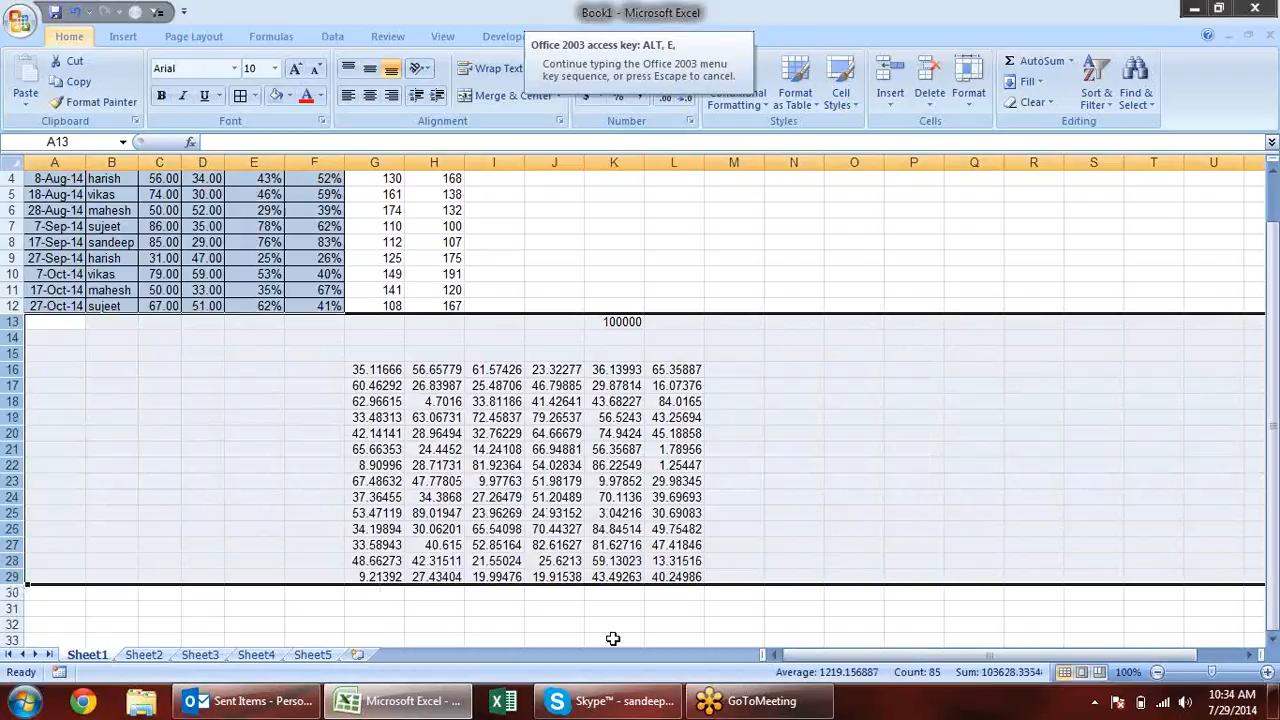 Book1 - Microsoft Excel
Home Insert Page Layout Formulas Data Review View Develop
Office 2003 access key: ALT, E,
Continue typing the Office 2003 menu
key sequence, or press Escape to cancel.
Paste Cut Copy Format Painter Clipboard
Arial 10 B I U Font
Wrap Text Merge & Center Alignment
Number
Conditional Formatting Format as Table Cell Styles Styles
Insert Delete Format Cells
AutoSum Fill Clear Sort & Filter Find & Select Editing
A13 fx
A B C D E F G H I J K L M N O P Q R S T U
4 8-Aug-14 harish 56.00 34.00 43% 52% 130 168
5 18-Aug-14 vikas 74.00 30.00 46% 59% 161 138
6 28-Aug-14 mahesh 50.00 52.00 29% 39% 174 132
7 7-Sep-14 sujeet 86.00 35.00 78% 62% 110 100
8 17-Sep-14 sandeep 85.00 29.00 76% 83% 112 107
9 27-Sep-14 harish 31.00 47.00 25% 26% 125 175
10 7-Oct-14 vikas 79.00 59.00 53% 40% 149 191
11 17-Oct-14 mahesh 50.00 33.00 35% 67% 141 120
12 27-Oct-14 sujeet 67.00 51.00 62% 41% 108 167
13 100000
14
15
16 35.11666 56.65779 61.57426 23.32277 36.13993 65.35887
17 60.46292 26.83987 25.48706 46.79885 29.87814 16.07376
18 62.96615 4.7016 33.81186 41.42641 43.68227 84.0165
19 33.48313 63.06731 72.45837 79.26537 56.5243 43.25694
20 42.14141 28.96494 32.76229 64.66679 74.9424 45.18858
21 65.66353 24.4452 14.24108 66.94881 56.35687 1.78956
22 8.90996 28.71731 81.92364 54.02834 86.22549 1.25447
23 67.48632 47.77805 9.97763 51.98179 9.97852 29.98345
24 37.36455 34.3868 27.26479 51.20489 70.1136 39.69693
25 53.47119 89.01947 23.96269 24.93152 3.04216 30.69083
26 34.19894 30.06201 65.54098 70.44327 84.84514 49.75482
27 33.58943 40.615 52.85164 82.61627 81.62716 47.41846
28 48.66273 42.31511 21.55024 25.6213 59.13023 13.31516
29 9.21392 27.43404 19.99476 19.91538 43.49263 40.24986
30
31
32
33
Sheet1 Sheet2 Sheet3 Sheet4 Sheet5
Ready Average: 1219.156887 Count: 85 Sum: 103628.3354 100%
Sent Items - Perso... Microsoft Excel - ... Skype™ - sandeep... GoToMeeting
10:34 AM
7/29/2014